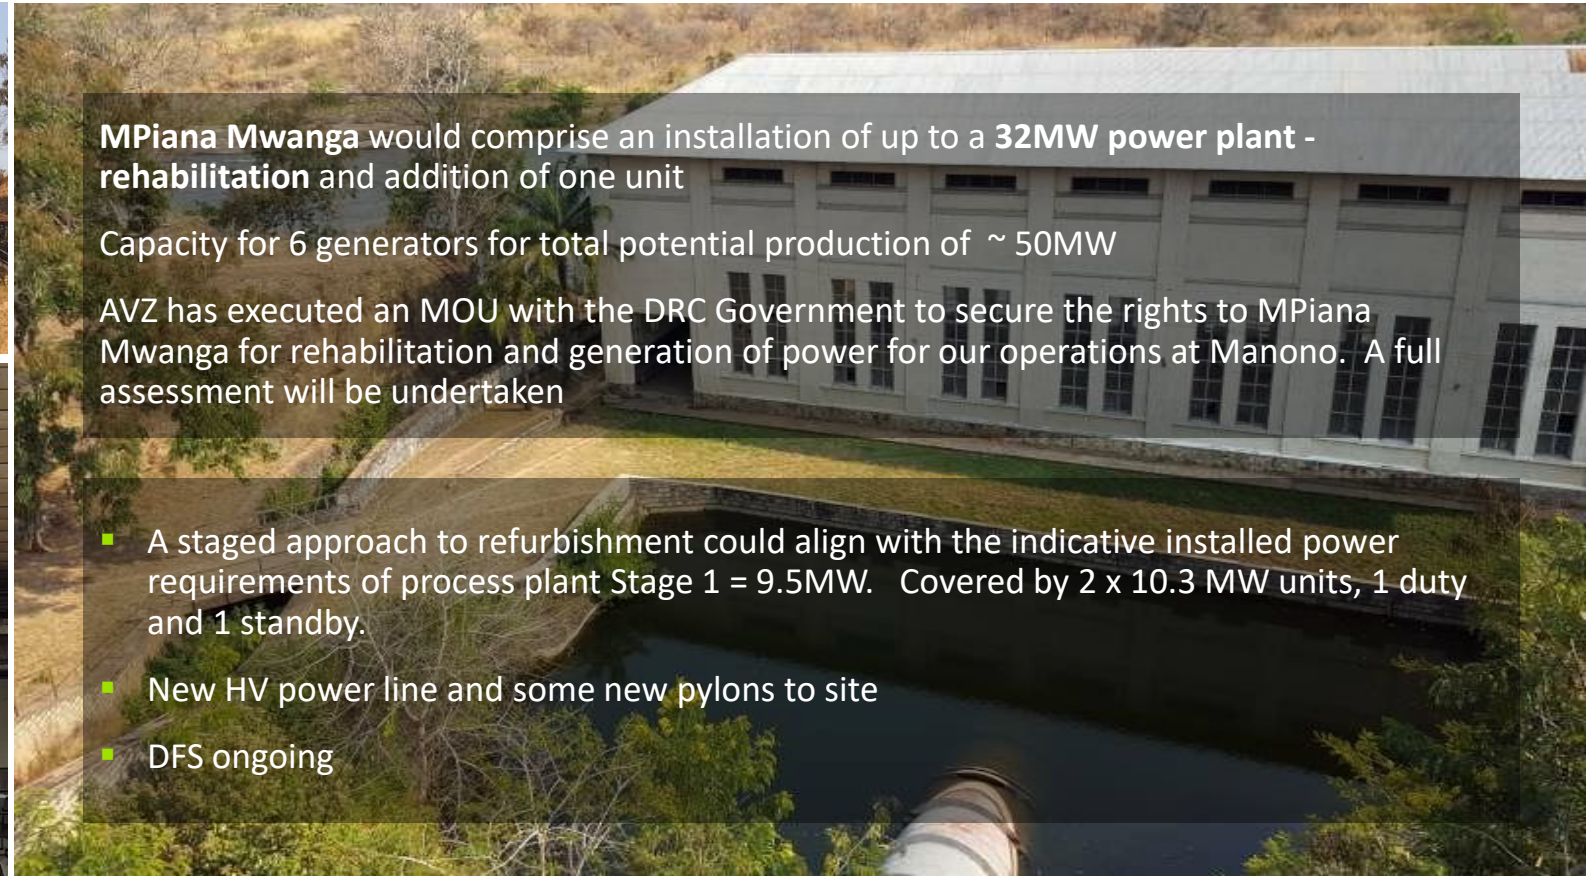 MPiana Mwanga would comprise an installation of up to a 32MW power plant -
rehabilitation and addition of one unit
Capacity for 6 generators for total potential production of ~ 50MW
AVZ has executed an MOU with the DRC Government to secure the rights to MPiana
Mwanga for rehabilitation and generation of power for our operations at Manono. A full
assessment will be undertaken
A staged approach to refurbishment could align with the indicative installed power
requirements of process plant Stage 1 = 9.5MW. Covered by 2 x 10.3 MW units, 1 duty
and 1 standby.
New HV power line and some new pylons to site
DFS ongoing